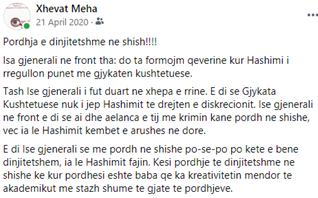 Xhevat Meha
21 April 2020 ·
Pordhja e dinjitetshme ne shish!!!!
Isa gjenerali ne front tha: do ta formojm qeverine kur Hashimi i
rregullon punet me gjykaten kushtetuese.
Tash Ise gjenerali i fut duart ne xhepa e rrine. E di se Gjykata
Kushtetuese nuk i jep Hashimit te drejten e diskrecionit. Ise gjenerali
ne front e di se ai dhe aelanca e tij me krimin kane pordh ne shishe,
vec ia le Hashimit kembet e arushes ne dore.
E di Ise gjenerali se me pordh ne shishe po-se-po po kete e bene
dinjitetshem, ia le Hashimit fajin. Kesi pordhje te dinjitetshme ne
shishe ke kur pordhesi eshte baba qe ka kreativitetin mendor te
akademikut me stazh shume te gjate te pordhjeve.